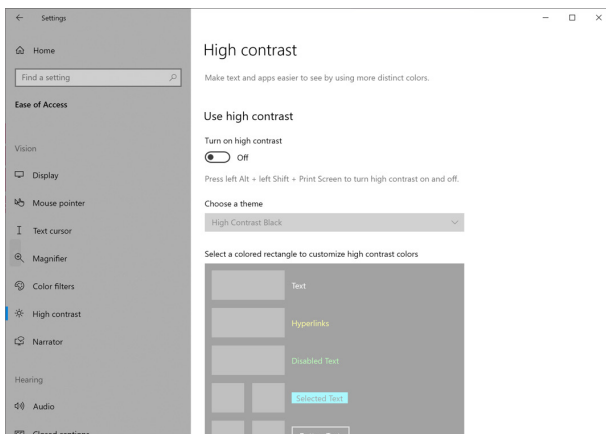 Settings
Home
Find a setting
Ease of Access
Vision
Display
Mouse pointer
Text cursor
Magnifier
Color filters
High contrast
Narrator
Hearing
Audio
Closed captions
High contrast
Make text and apps easier to see by using more distinct colors.
Use high contrast
Turn on high contrast
Off
Press left Alt + left Shift + Print Screen to turn high contrast on and off.
Choose a theme
High Contrast Black
Select a colored rectangle to customize high contrast colors
Text
Hyperlinks
Disabled Text
Selected Text